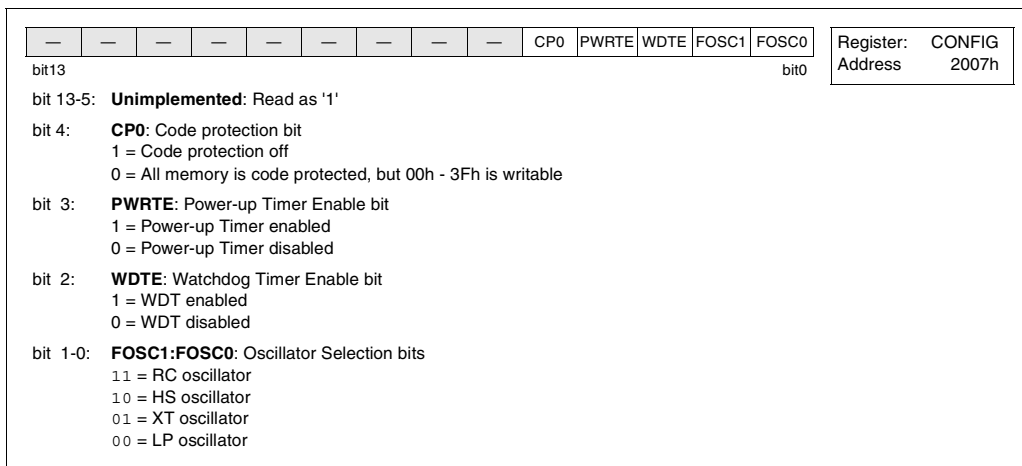 — — — — — — — — — CP0 PWRTE WDTE FOSC1 FOSC0
bit13 bit0
Register: CONFIG
Address 2007h
bit 13-5: Unimplemented: Read as '1'
bit 4: CP0: Code protection bit
1 = Code protection off
0 = All memory is code protected, but 00h - 3Fh is writable
bit 3: PWRTE: Power-up Timer Enable bit
1 = Power-up Timer enabled
0 = Power-up Timer disabled
bit 2: WDTE: Watchdog Timer Enable bit
1 = WDT enabled
0 = WDT disabled
bit 1-0: FOSC1:FOSC0: Oscillator Selection bits
11 = RC oscillator
10 = HS oscillator
01 = XT oscillator
00 = LP oscillator